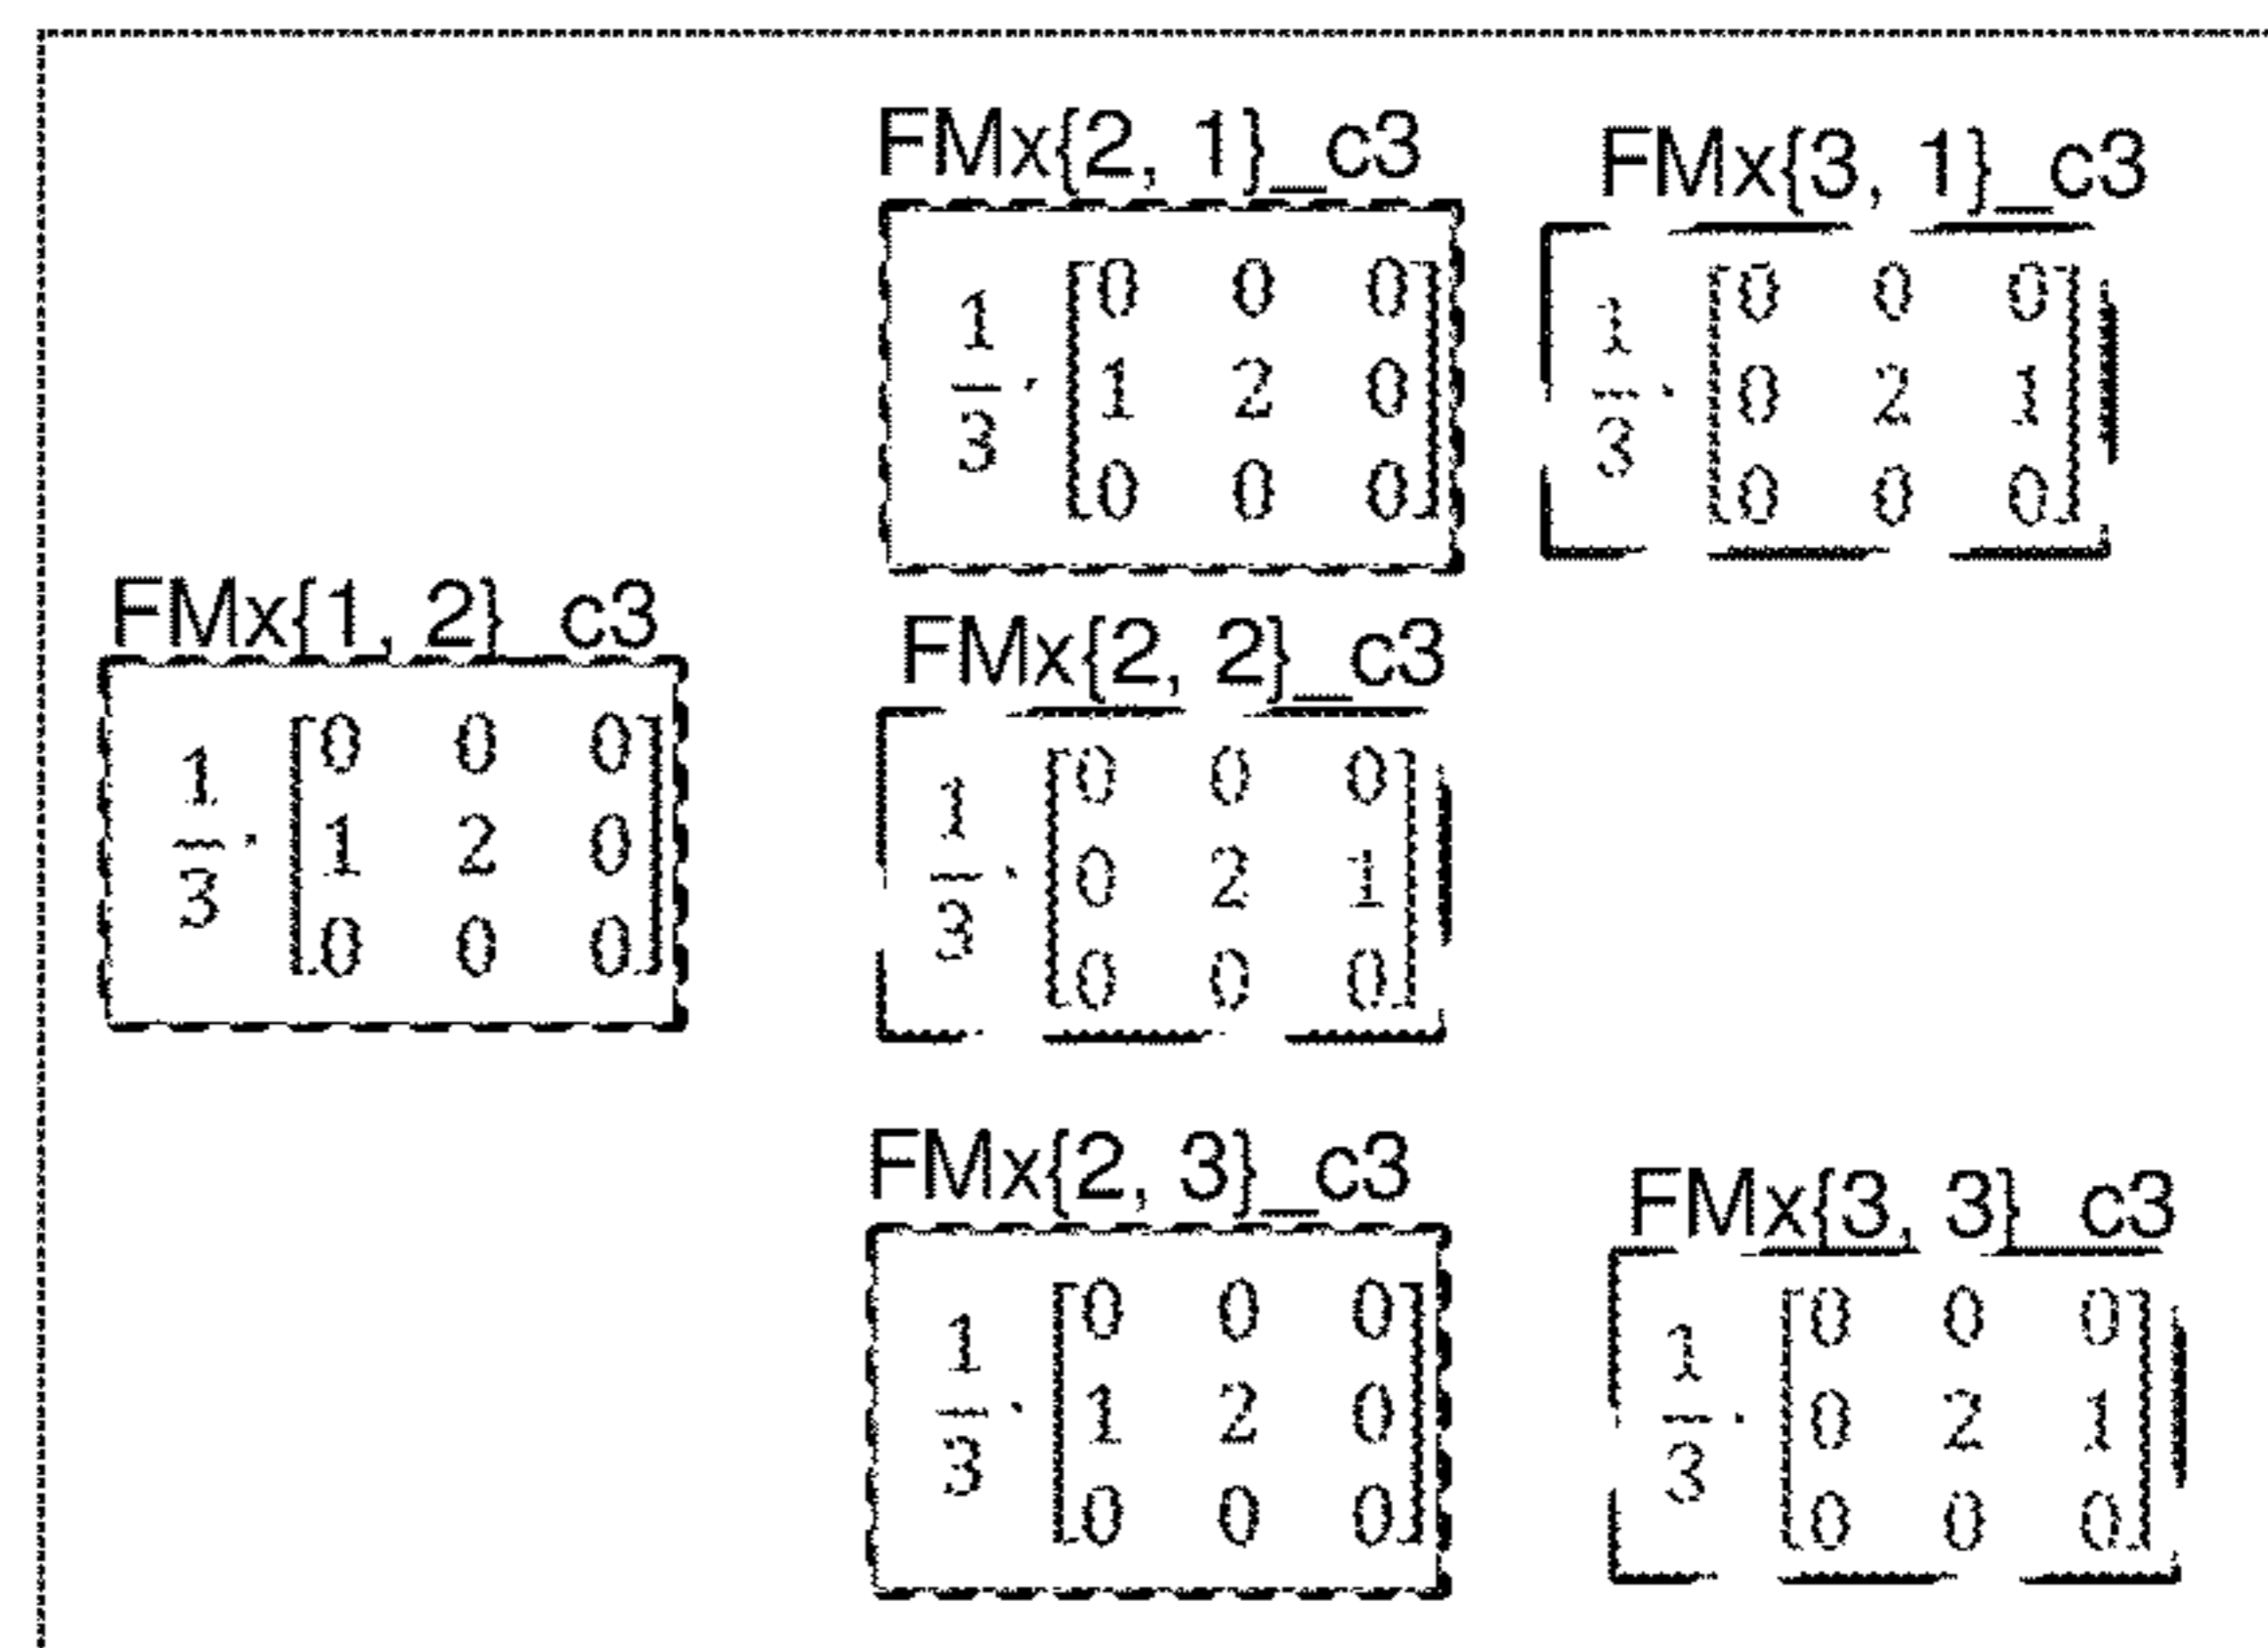 FMx{2, 1}_c3
1/3 · [0 0 0
1 2 0
0 0 0]
FMx{3, 1}_c3
1/3 · [0 0 0
0 2 1
0 0 0]
FMx{1, 2}_c3
1/3 · [0 0 0
1 2 0
0 0 0]
FMx{2, 2}_c3
1/3 · [0 0 0
0 2 1
0 0 0]
FMx{2, 3}_c3
1/3 · [0 0 0
1 2 0
0 0 0]
FMx{3, 3}_c3
1/3 · [0 0 0
0 2 1
0 0 0]